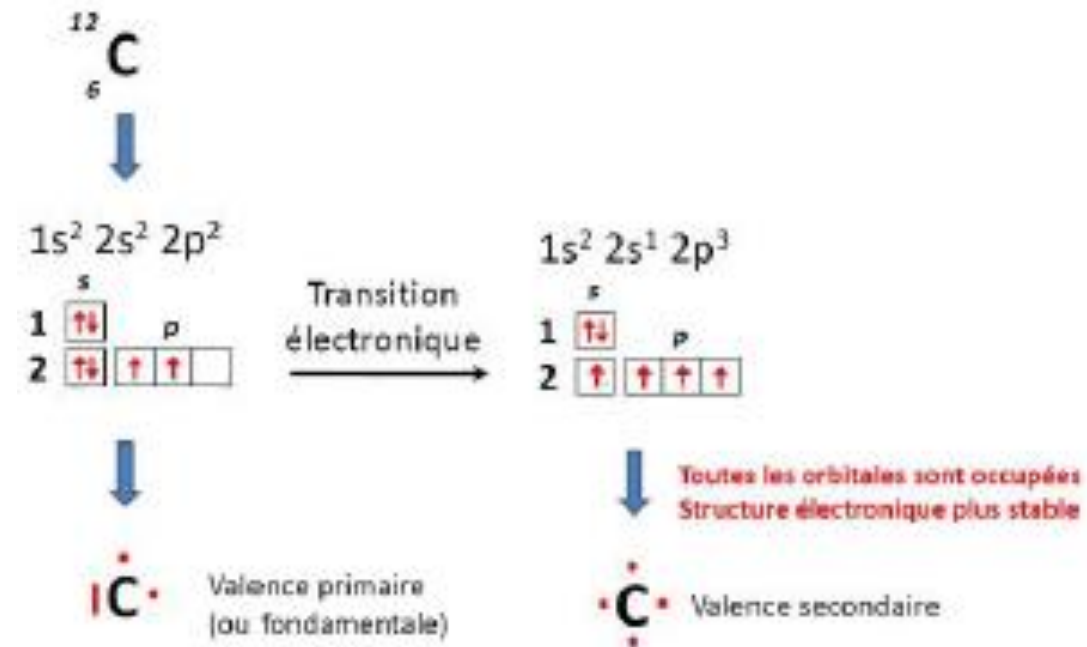 12
C
6
1s² 2s² 2p²
s
1 ↑↓ p
2 ↑↓ ↑ ↑
Transition
électronique
1s² 2s¹ 2p³
s
1 ↑↓ p
2 ↑ ↑ ↑ ↑
Toutes les orbitales sont occupées
Structure électronique plus stable
C
Valence primaire
(ou fondamentale)
C
Valence secondaire